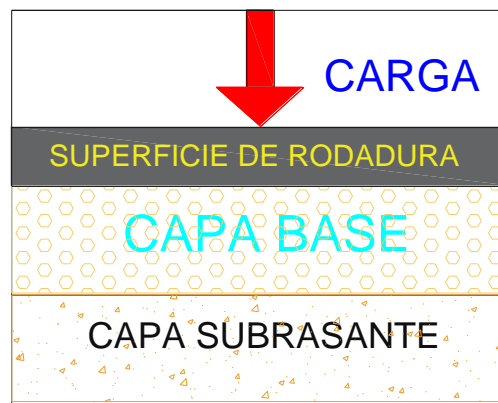 CARGA
SUPERFICIE DE RODADURA
CAPA BASE
CAPA SUBRASANTE